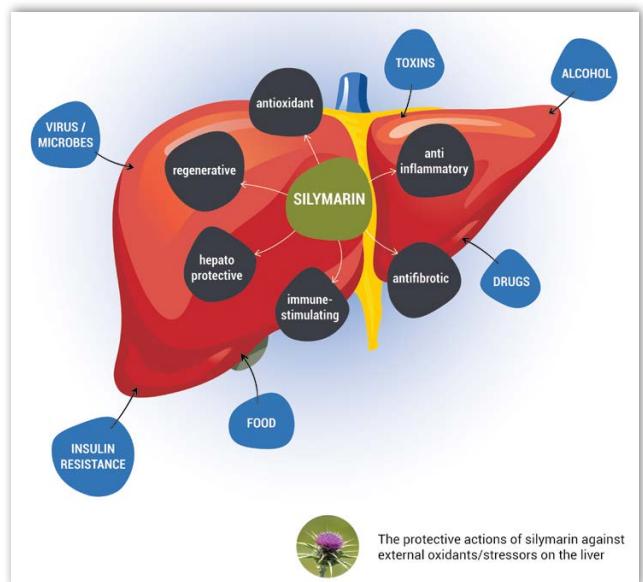 TOXINS
ALCOHOL
antioxidant
VIRUS /
MICROBES
regenerative
anti
inflammatory
SILYMARIN
hepato
protective
immune-
stimulating
antifibrotic
DRUGS
FOOD
INSULIN
RESISTANCE
The protective actions of silymarin against
external oxidants/stressors on the liver